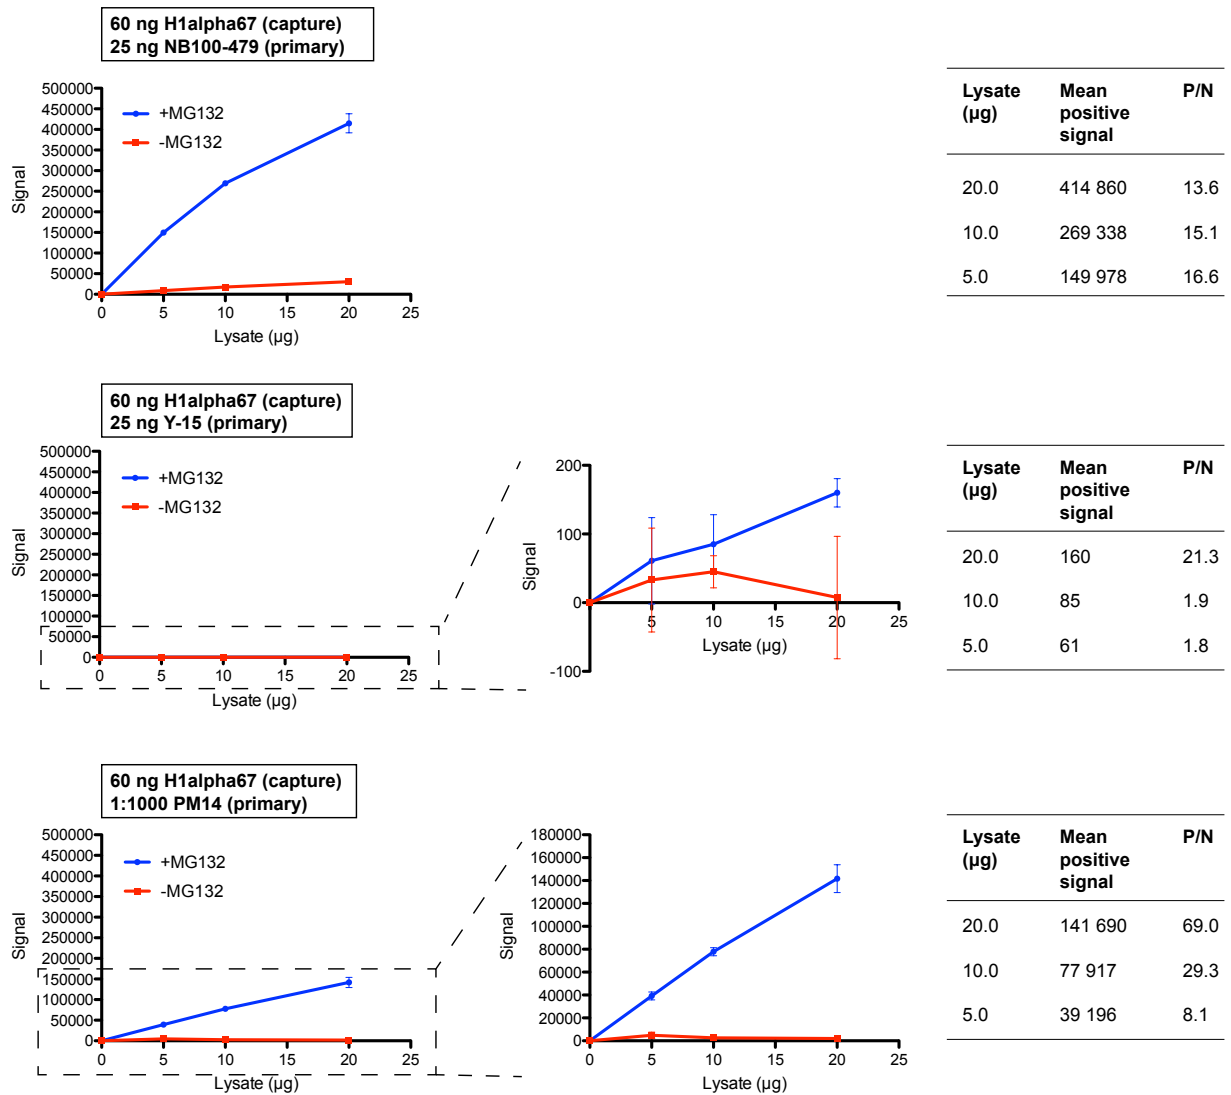 60 ng H1alpha67 (capture)
25 ng NB100-479 (primary)
500000
450000
400000
350000
300000
250000
200000
150000
100000
50000
0
Signal
+MG132
-MG132
0 5 10 15 20 25
Lysate (µg)
Lysate (µg) Mean positive signal P/N
20.0 414 860 13.6
10.0 269 338 15.1
5.0 149 978 16.6
60 ng H1alpha67 (capture)
25 ng Y-15 (primary)
500000
450000
400000
350000
300000
250000
200000
150000
100000
50000
0
Signal
+MG132
-MG132
0 5 10 15 20 25
Lysate (µg)
200
100
0
-100
Signal
5 10 15 20 25
Lysate (µg)
Lysate (µg) Mean positive signal P/N
20.0 160 21.3
10.0 85 1.9
5.0 61 1.8
60 ng H1alpha67 (capture)
1:1000 PM14 (primary)
500000
450000
400000
350000
300000
250000
200000
150000
100000
50000
0
Signal
+MG132
-MG132
0 5 10 15 20 25
Lysate (µg)
180000
160000
140000
120000
100000
80000
60000
40000
20000
0
Signal
0 5 10 15 20 25
Lysate (µg)
Lysate (µg) Mean positive signal P/N
20.0 141 690 69.0
10.0 77 917 29.3
5.0 39 196 8.1